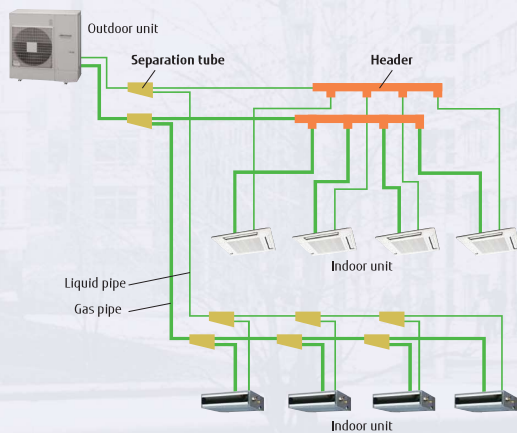 Outdoor unit
Separation tube
Header
Indoor unit
Liquid pipe
Gas pipe
Indoor unit